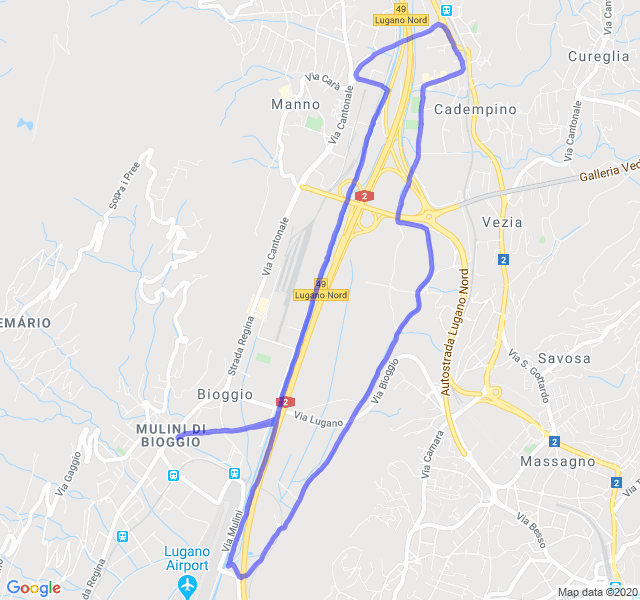 49
Lugano Nord
Cureglia
Via Carà
Manno
Cadempino
Via Cantonale
Via Cantonale
Sopra i Pree
Galleria Ved
2
Vezia
Via Cantonale
2
49
Lugano Nord
Autostrada Lugano Nord
EMÁRIO
Strada Regina
Via S. Gottardo
Savosa
Via Bioggio
Bioggio
2
Via Lugano
MULINI DI
BIOGGIO
Via Camara
2
Massagno
Via Gaggio
2
Via T
Via Mulini
Via Besso
Lugano
Airport
Strada Regina
Google
Map data ©2020